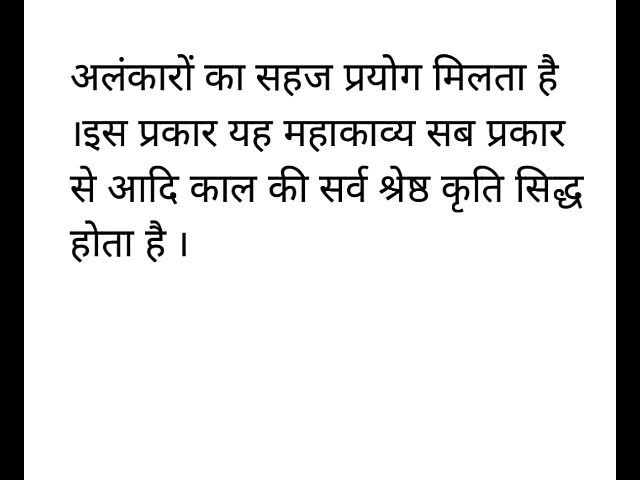 अलंकारों का सहज प्रयोग मिलता है
।इस प्रकार यह महाकाव्य सब प्रकार
से आदि काल की सर्व श्रेष्ठ कृति सिद्ध
होता है ।